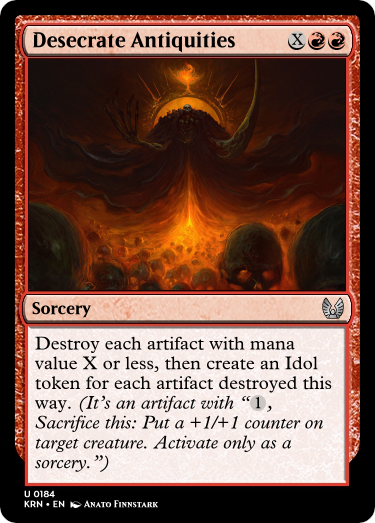 Desecrate Antiquities X
Sorcery
Destroy each artifact with mana
value X or less, then create an Idol
token for each artifact destroyed this
way. (It's an artifact with “1,
Sacrifice this: Put a +1/+1 counter on
target creature. Activate only as a
sorcery.”)
U 0184
KRN • EN Anato Finnstark